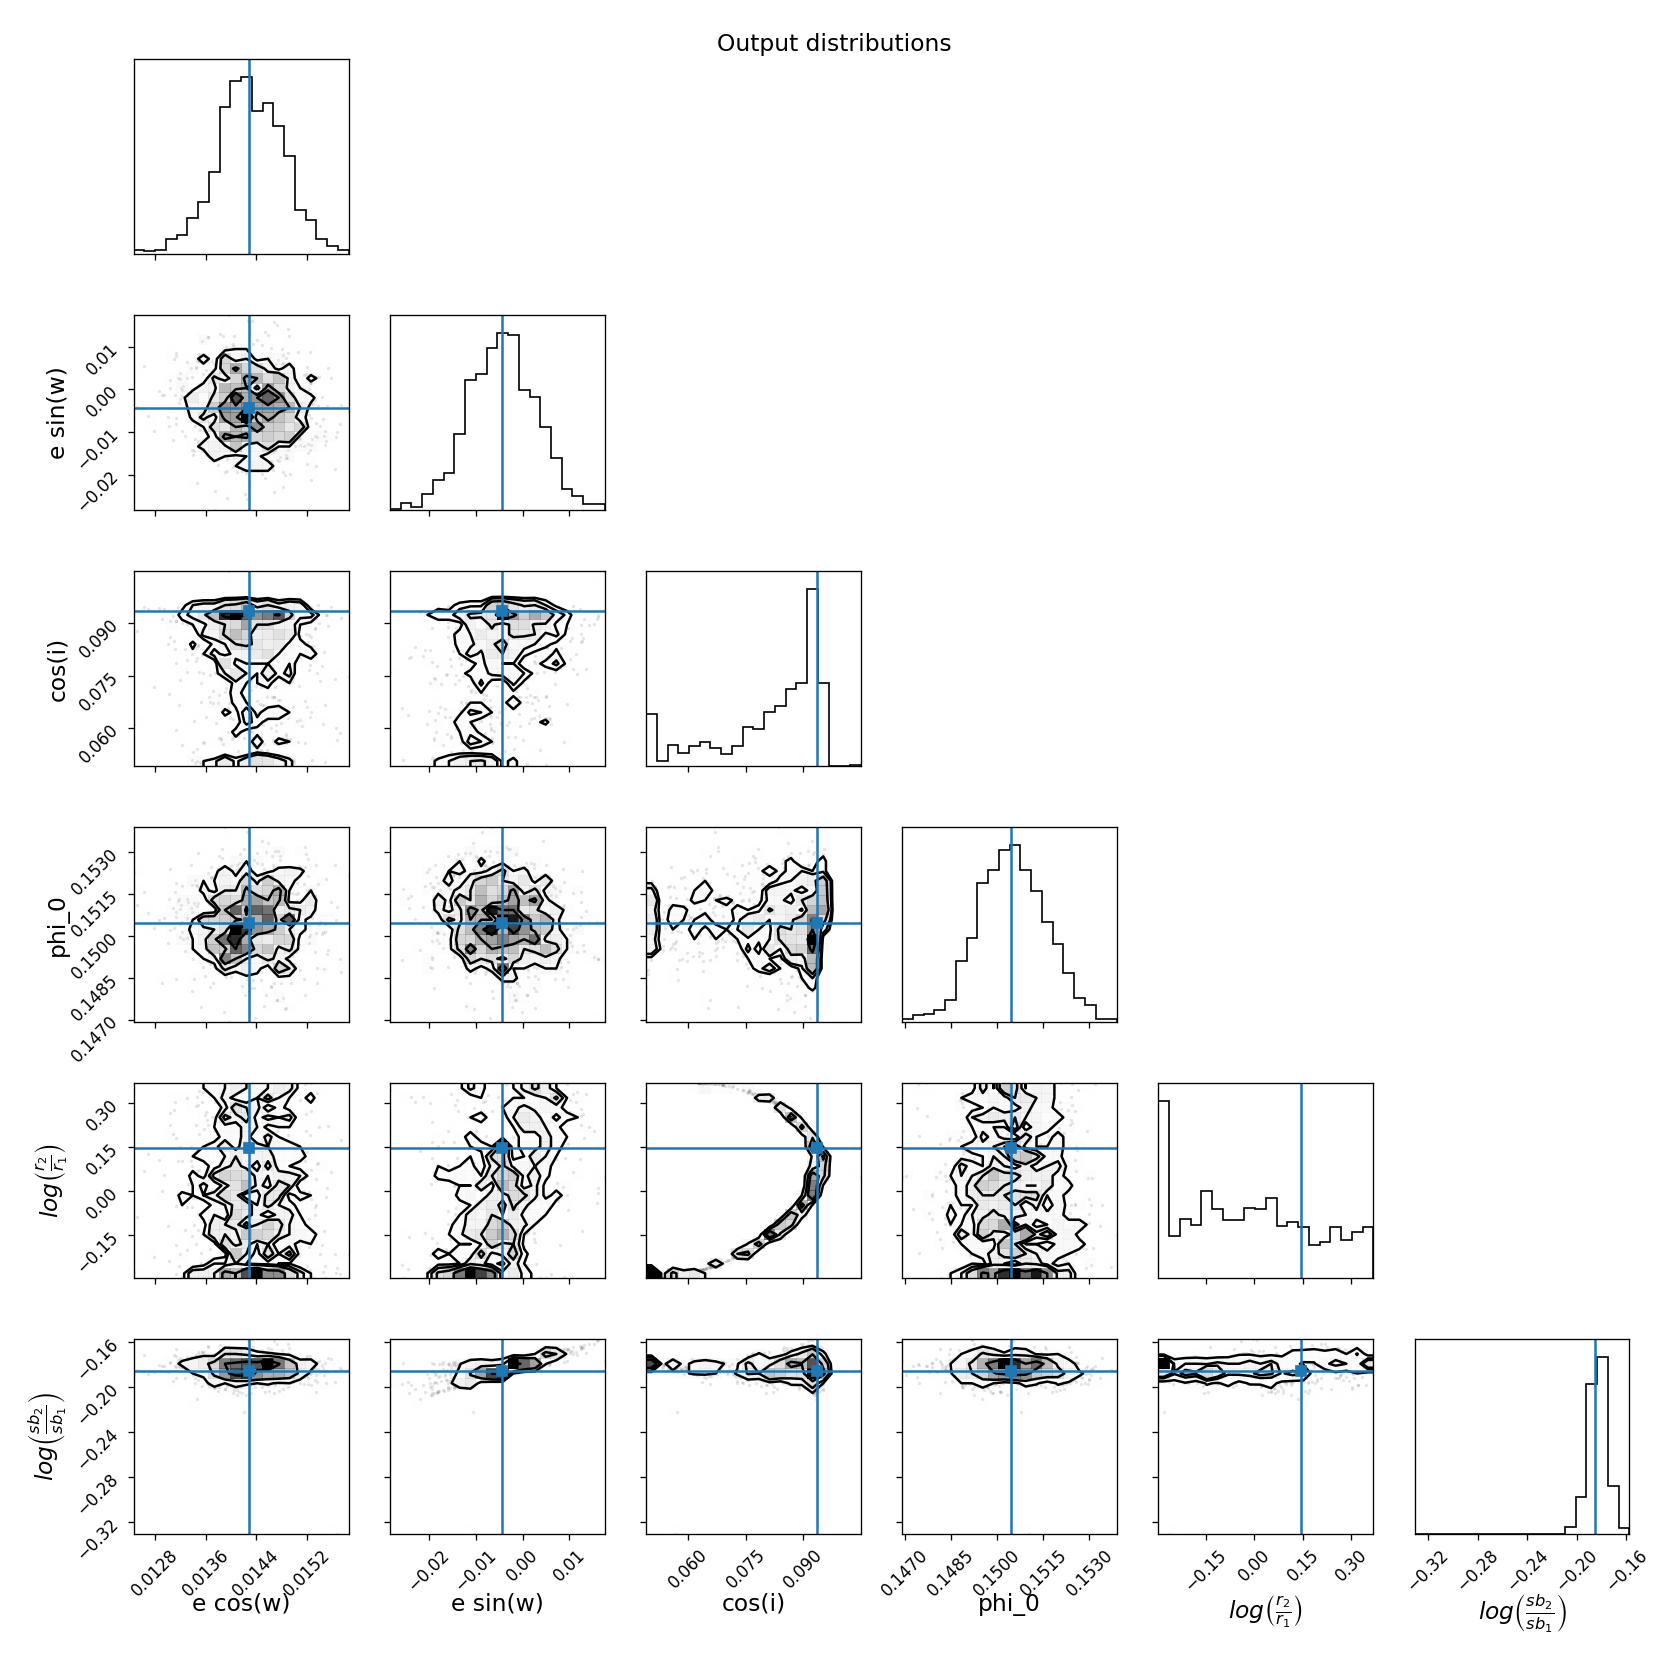 Output distributions
e sin(w)
0.01
0.00
−0.01
−0.02
cos(i)
0.090
0.075
0.060
phi_0
0.1530
0.1515
0.1500
0.1485
0.1470
log(r₂/r₁)
0.30
0.15
0.00
−0.15
log(sb₂/sb₁)
−0.16
−0.20
−0.24
−0.28
−0.32
0.0128 0.0136 0.0144 0.0152
−0.02 −0.01 0.00 0.01
0.060 0.075 0.090
0.1470 0.1485 0.1500 0.1515 0.1530
−0.15 0.00 0.15 0.30
−0.32 −0.28 −0.24 −0.20 −0.16
e cos(w) e sin(w) cos(i) phi_0 log(r₂/r₁) log(sb₂/sb₁)